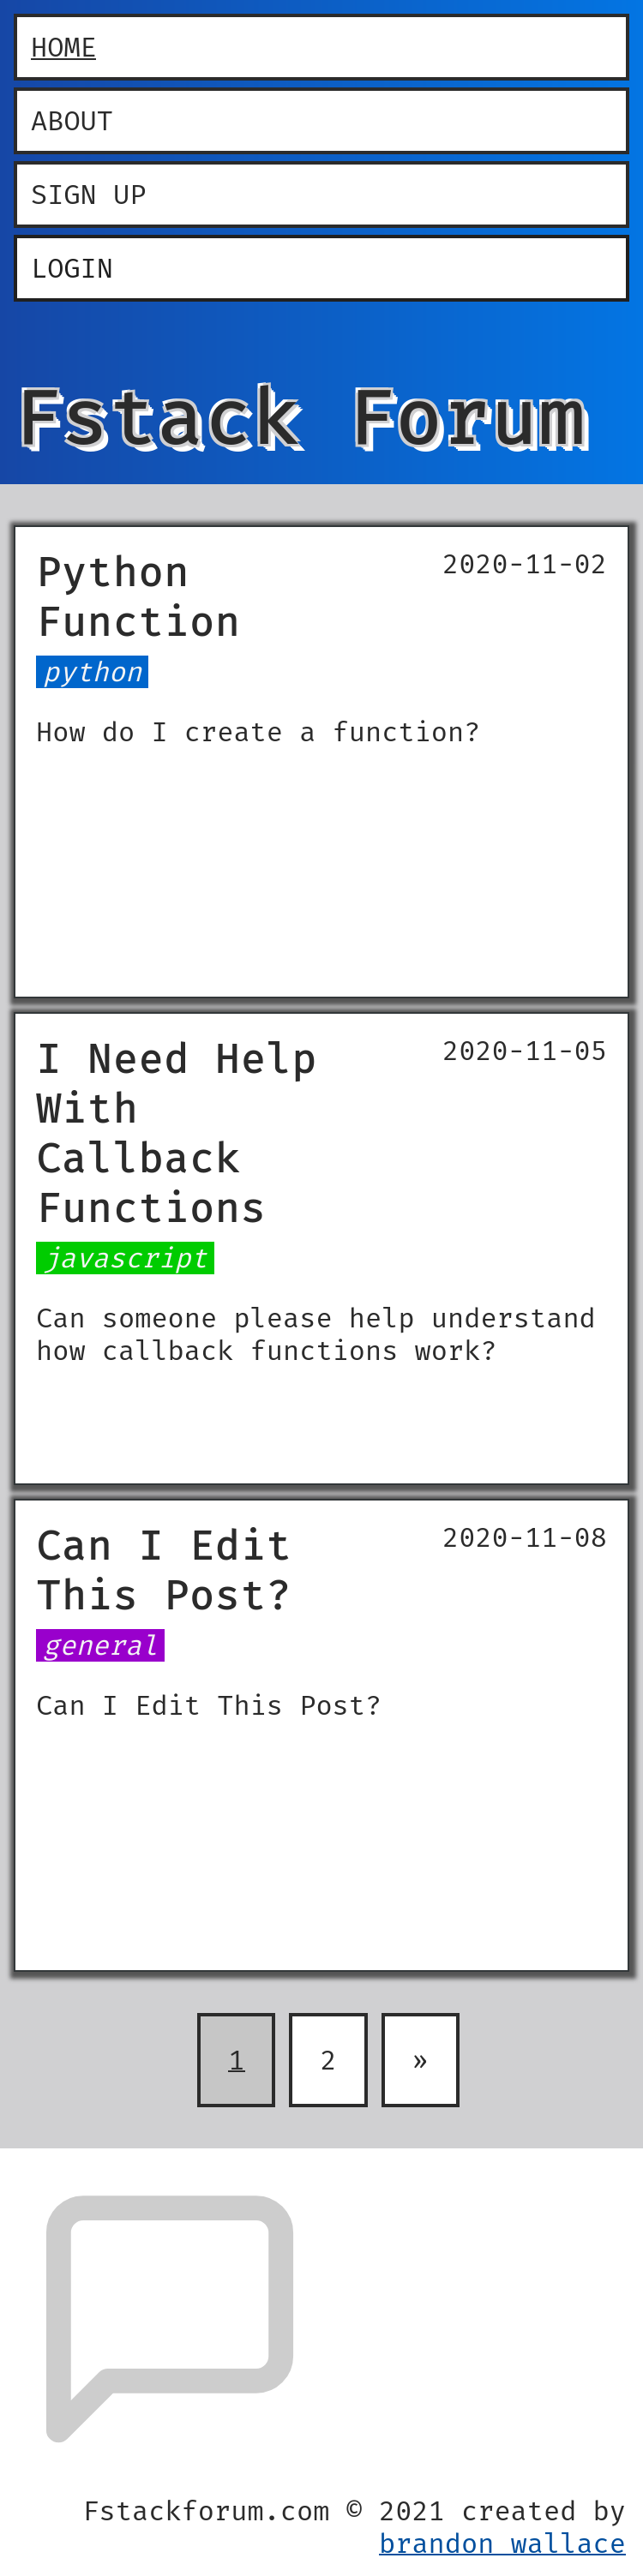 HOME
ABOUT
SIGN UP
LOGIN
Fstack Forum
Python
Function
2020-11-02
python
How do I create a function?
I Need Help
With
Callback
Functions
2020-11-05
javascript
Can someone please help understand
how callback functions work?
Can I Edit
This Post?
2020-11-08
general
Can I Edit This Post?
1 2 »
Fstackforum.com © 2021 created by
brandon wallace